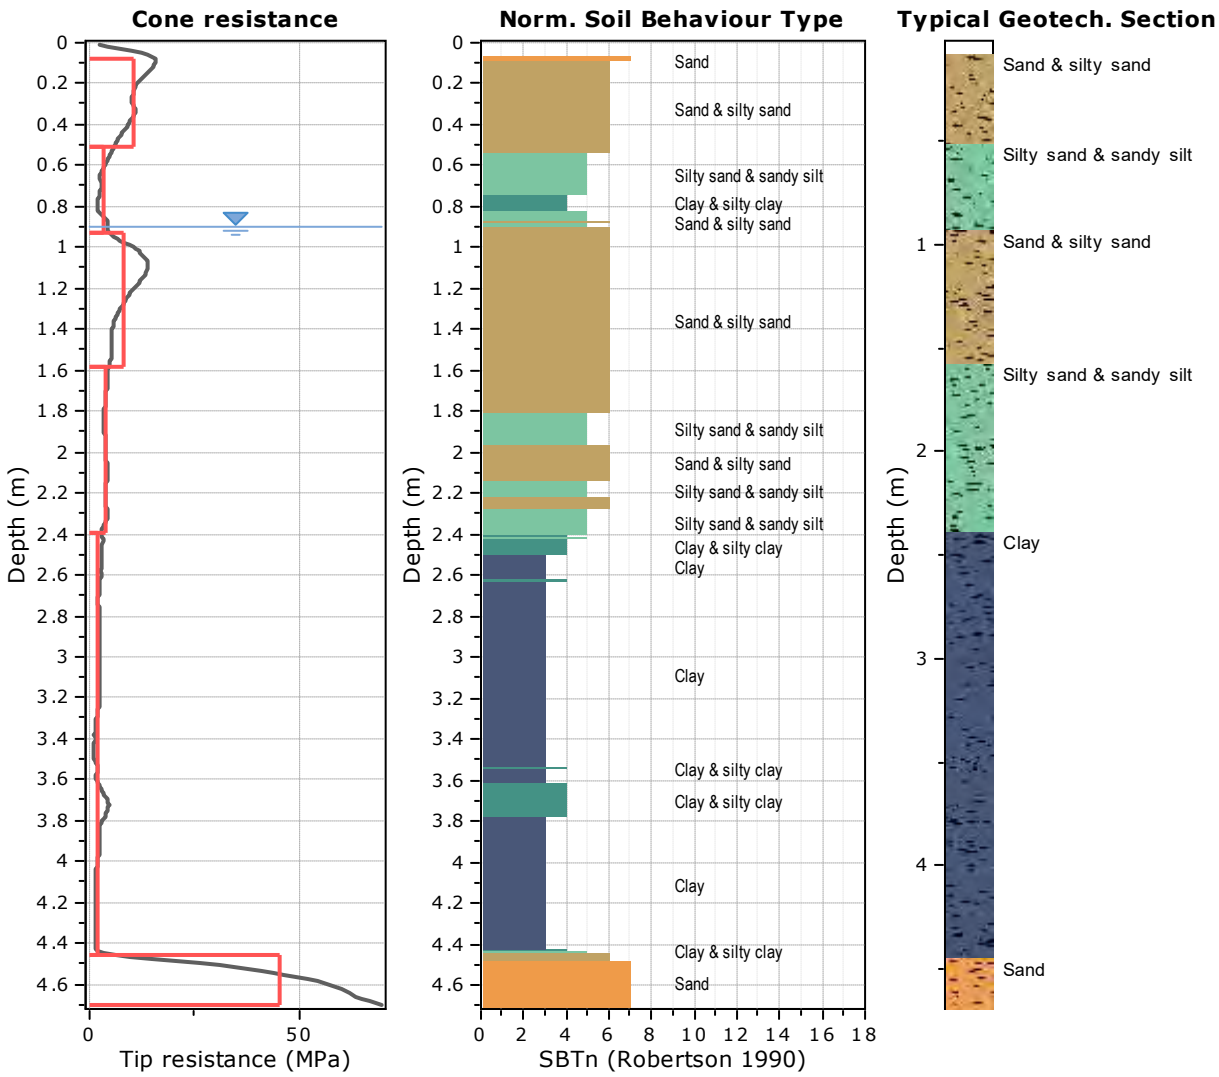 Cone resistance
0
0.2
0.4
0.6
0.8
1
1.2
1.4
1.6
1.8
2
2.2
2.4
2.6
2.8
3
3.2
3.4
3.6
3.8
4
4.2
4.4
4.6
Depth (m)
0 50
Tip resistance (MPa)
Norm. Soil Behaviour Type
0
0.2
0.4
0.6
0.8
1
1.2
1.4
1.6
1.8
2
2.2
2.4
2.6
2.8
3
3.2
3.4
3.6
3.8
4
4.2
4.4
4.6
Depth (m)
Sand
Sand & silty sand
Silty sand & sandy silt
Clay & silty clay
Sand & silty sand
Sand & silty sand
Silty sand & sandy silt
Sand & silty sand
Silty sand & sandy silt
Silty sand & sandy silt
Clay & silty clay
Clay
Clay
Clay & silty clay
Clay & silty clay
Clay
Clay & silty clay
Sand
0 2 4 6 8 10 12 14 16 18
SBTn (Robertson 1990)
Typical Geotech. Section
1
2
3
4
Depth (m)
Sand & silty sand
Silty sand & sandy silt
Sand & silty sand
Silty sand & sandy silt
Clay
Sand